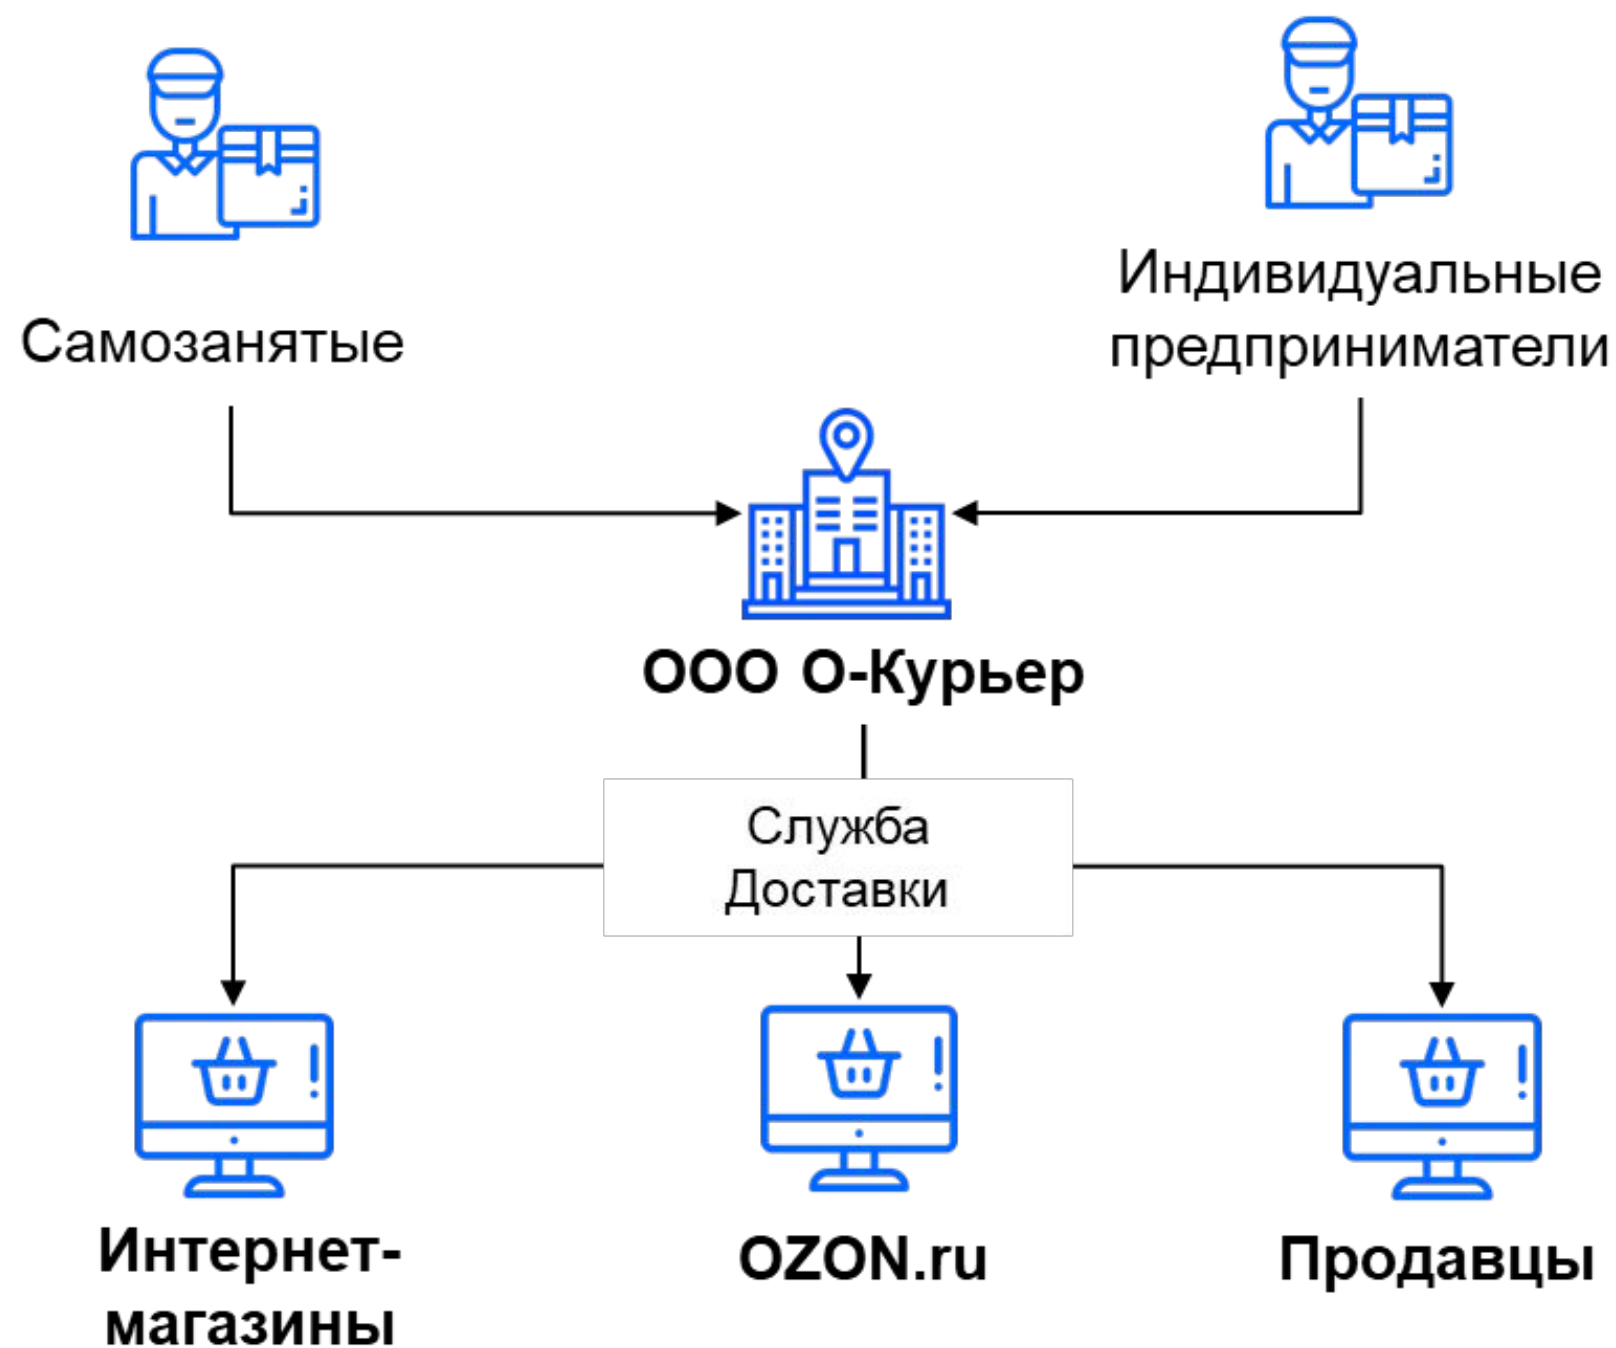 Самозанятые
Индивидуальные
предприниматели
ООО О-Курьер
Служба
Доставки
Интернет-
магазины
OZON.ru
Продавцы